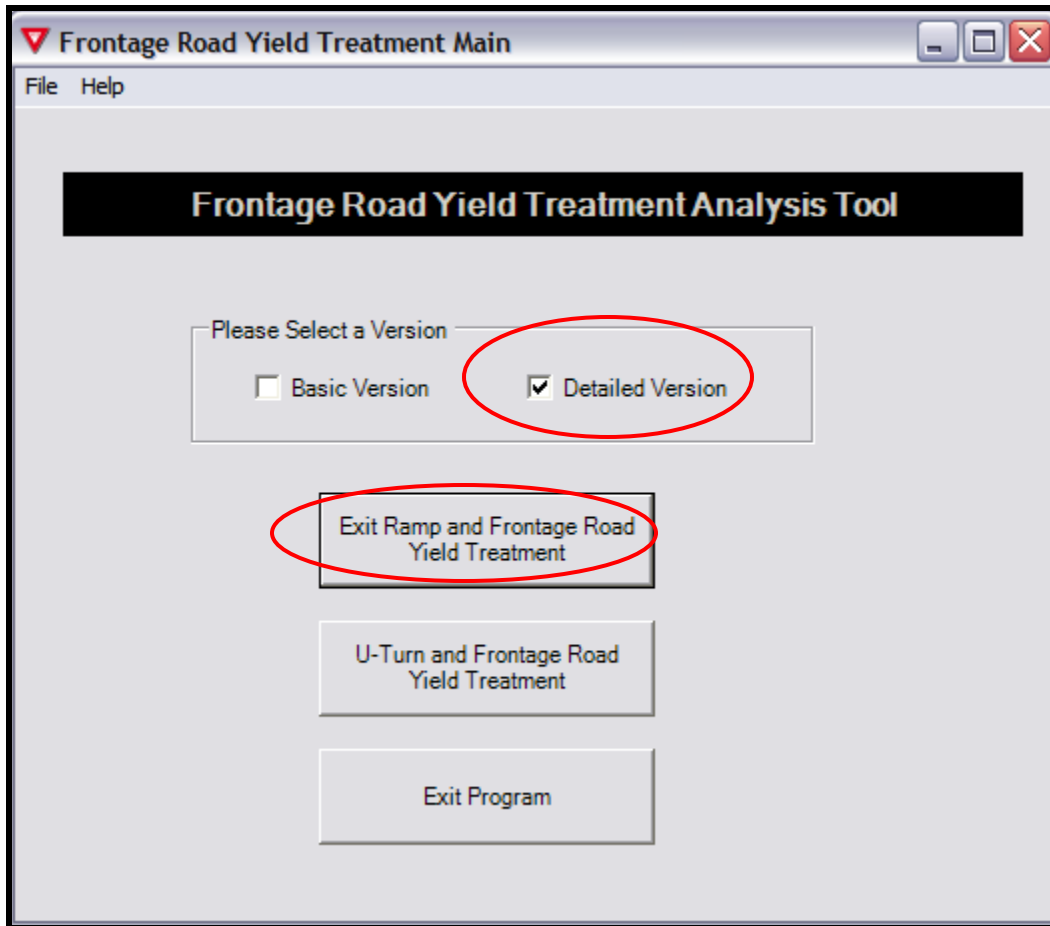 Frontage Road Yield Treatment Main
File Help
Frontage Road Yield Treatment Analysis Tool
Please Select a Version
Basic Version Detailed Version
Exit Ramp and Frontage Road
Yield Treatment
U-Turn and Frontage Road
Yield Treatment
Exit Program